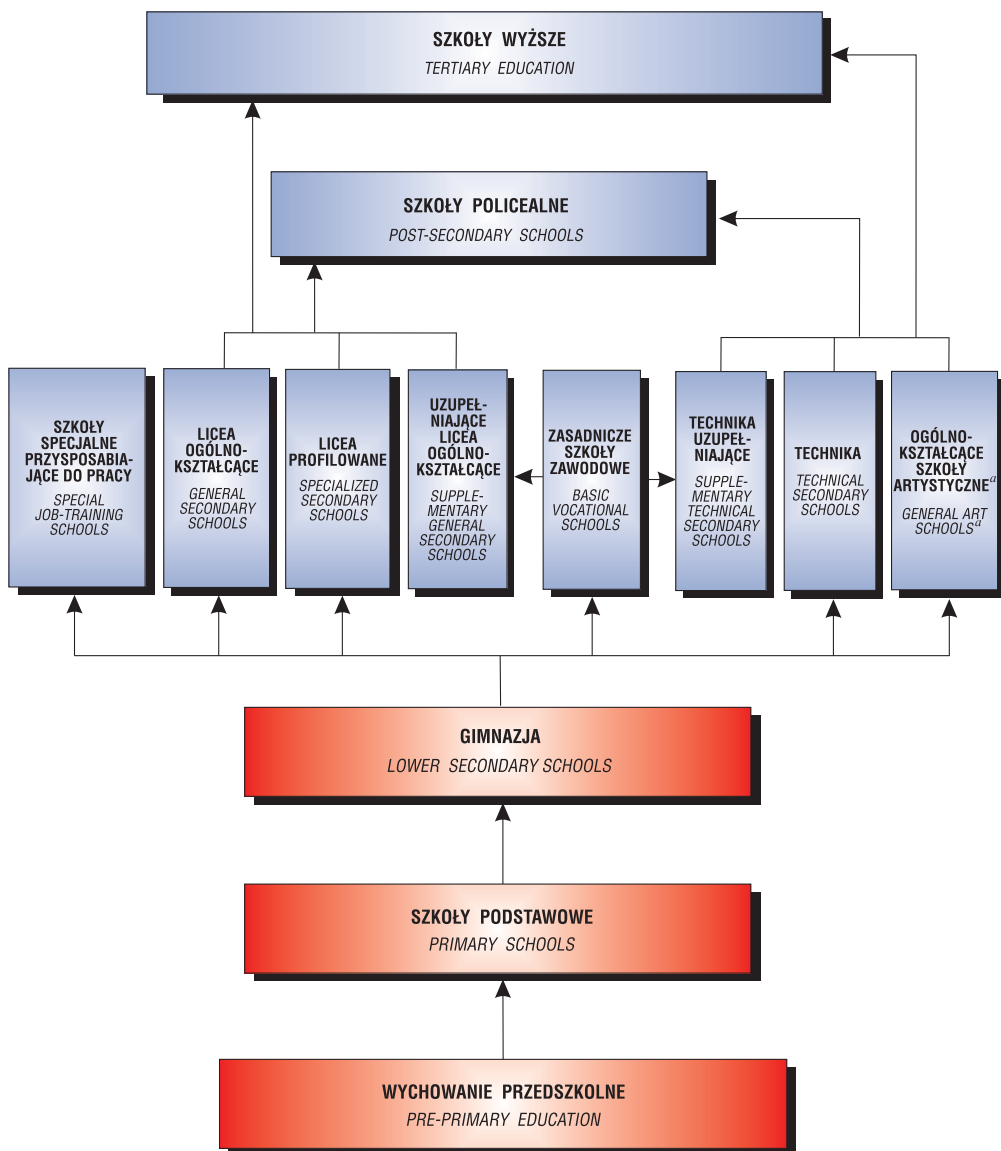 SZKOŁY WYŻSZE
TERTIARY EDUCATION
SZKOŁY POLICEALNE
POST-SECONDARY SCHOOLS
SZKOŁY
SPECJALNE
PRZYSPOSABIA-
JĄCE DO PRACY
SPECIAL
JOB-TRAINING
SCHOOLS
LICEA
OGÓLNO-
KSZTAŁCĄCE
GENERAL
SECONDARY
SCHOOLS
LICEA
PROFILOWANE
SPECIALIZED
SECONDARY
SCHOOLS
UZUPEŁ-
NIAJĄCE
LICEA
OGÓLNO-
KSZTAŁCĄCE
SUPPLE-
MENTARY
GENERAL
SECONDARY
SCHOOLS
ZASADNICZE
SZKOŁY
ZAWODOWE
BASIC
VOCATIONAL
SCHOOLS
TECHNIKA
UZUPEŁ-
NIAJĄCE
SUPPLE-
MENTARY
TECHNICAL
SECONDARY
SCHOOLS
TECHNIKA
TECHNICAL
SECONDARY
SCHOOLS
OGÓLNO-
KSZTAŁCĄCE
SZKOŁY
ARTYSTYCZNEª
GENERAL ART
SCHOOLSª
GIMNAZJA
LOWER SECONDARY SCHOOLS
SZKOŁY PODSTAWOWE
PRIMARY SCHOOLS
WYCHOWANIE PRZEDSZKOLNE
PRE-PRIMARY EDUCATION